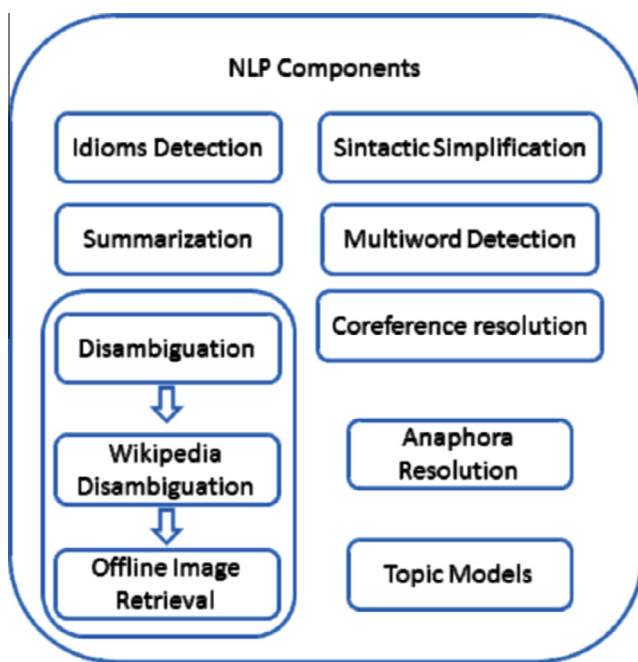 NLP Components
Idioms Detection
Sintactic Simplification
Summarization
Multiword Detection
Coreference resolution
Disambiguation
Wikipedia
Disambiguation
Anaphora
Resolution
Offline Image
Retrieval
Topic Models